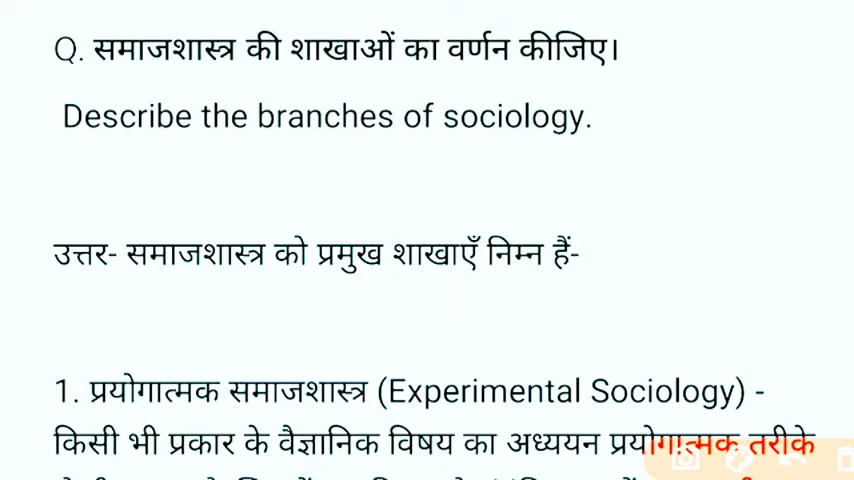 Q. समाजशास्त्र की शाखाओं का वर्णन कीजिए।
Describe the branches of sociology.
उत्तर- समाजशास्त्र को प्रमुख शाखाएँ निम्न हैं-
1. प्रयोगात्मक समाजशास्त्र (Experimental Sociology) -
किसी भी प्रकार के वैज्ञानिक विषय का अध्ययन प्रयोगात्मक तरीके